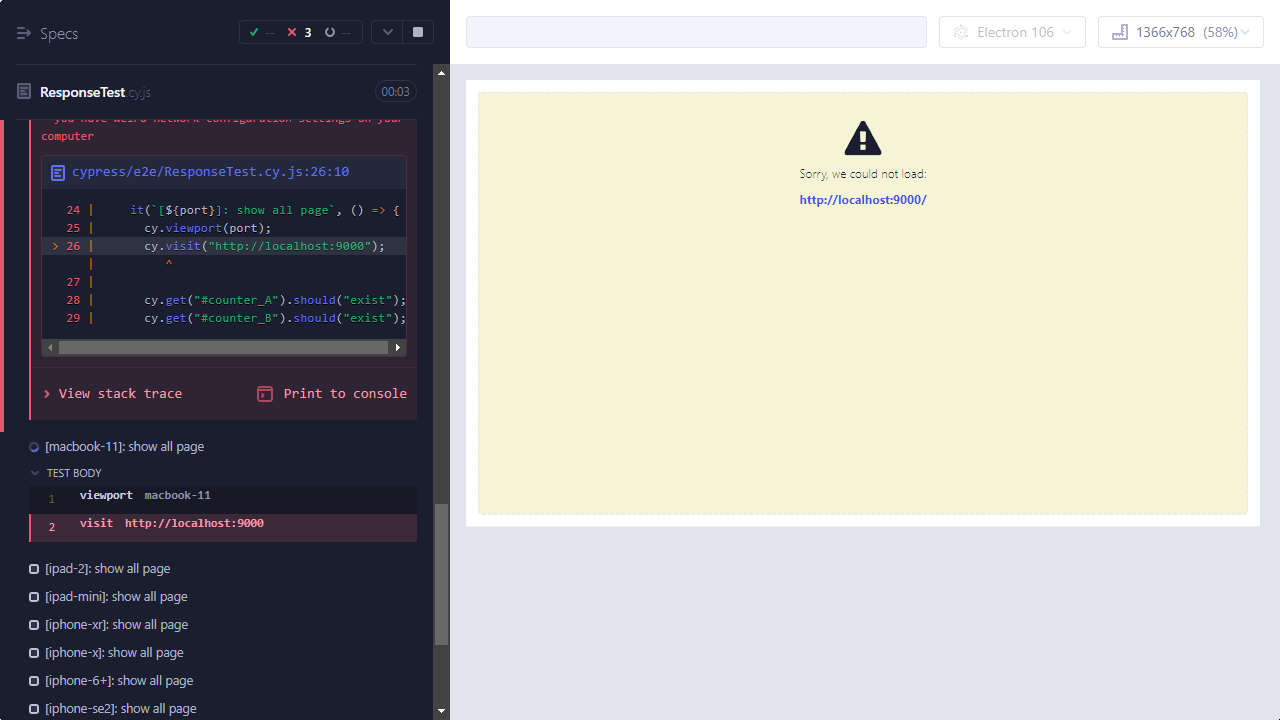 Specs
-- 3 --
ResponseTest.cy.js
00:03
you have weird network configuration settings on your
computer
cypress/e2e/ResponseTest.cy.js:26:10
24 | it(`[${port}]: show all page`, () => {
25 | cy.viewport(port);
> 26 | cy.visit("http://localhost:9000");
| ^
27 |
28 | cy.get("#counter_A").should("exist");
29 | cy.get("#counter_B").should("exist");
View stack trace
Print to console
[macbook-11]: show all page
TEST BODY
1 viewport macbook-11
2 visit http://localhost:9000
[ipad-2]: show all page
[ipad-mini]: show all page
[iphone-xr]: show all page
[iphone-x]: show all page
[iphone-6+]: show all page
[iphone-se2]: show all page
Electron 106
1366x768 (58%)
Sorry, we could not load:
http://localhost:9000/